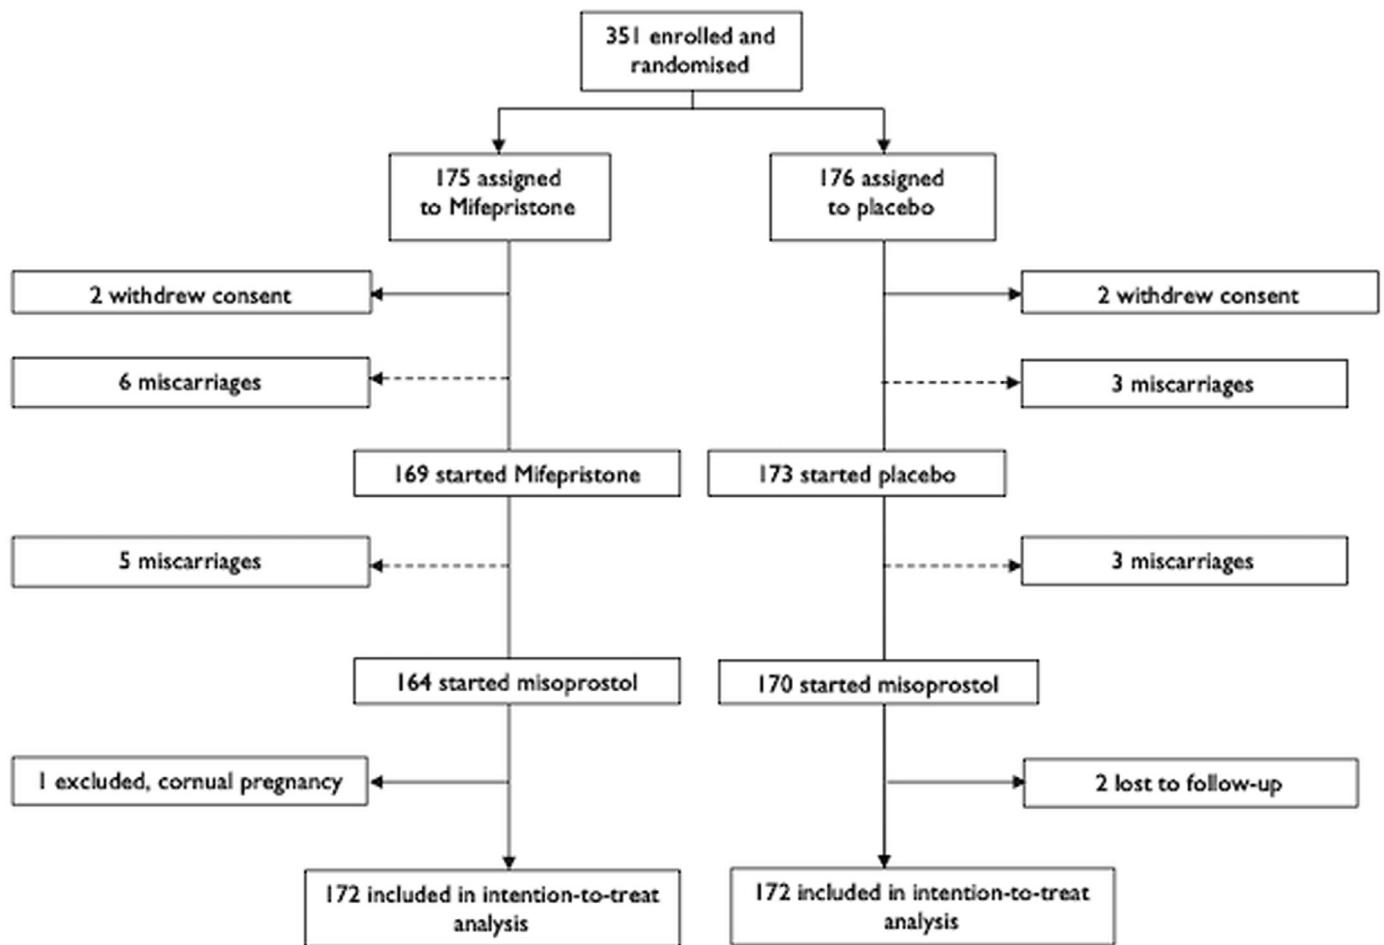 351 enrolled and
randomised
175 assigned
to Mifepristone
176 assigned
to placebo
2 withdrew consent
2 withdrew consent
6 miscarriages
3 miscarriages
169 started Mifepristone
173 started placebo
5 miscarriages
3 miscarriages
164 started misoprostol
170 started misoprostol
1 excluded, cornual pregnancy
2 lost to follow-up
172 included in intention-to-treat
analysis
172 included in intention-to-treat
analysis